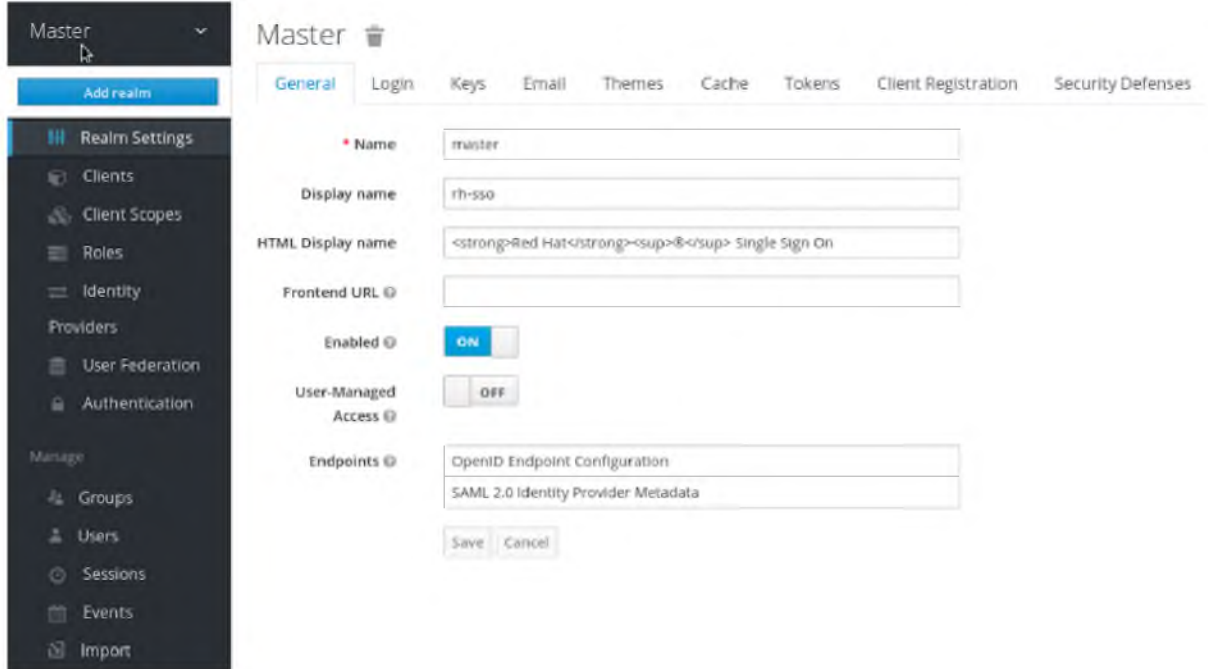 Master
Add realm
Realm Settings
Clients
Client Scopes
Roles
Identity
Providers
User Federation
Authentication
Manage
Groups
Users
Sessions
Events
Import
Master
General Login Keys Email Themes Cache Tokens Client Registration Security Defenses
* Name master
Display name rh-sso
HTML Display name <strong>Red Hat</strong><sup>®</sup> Single Sign On
Frontend URL
Enabled ON
User-Managed
Access OFF
Endpoints OpenID Endpoint Configuration
SAML 2.0 Identity Provider Metadata
Save Cancel